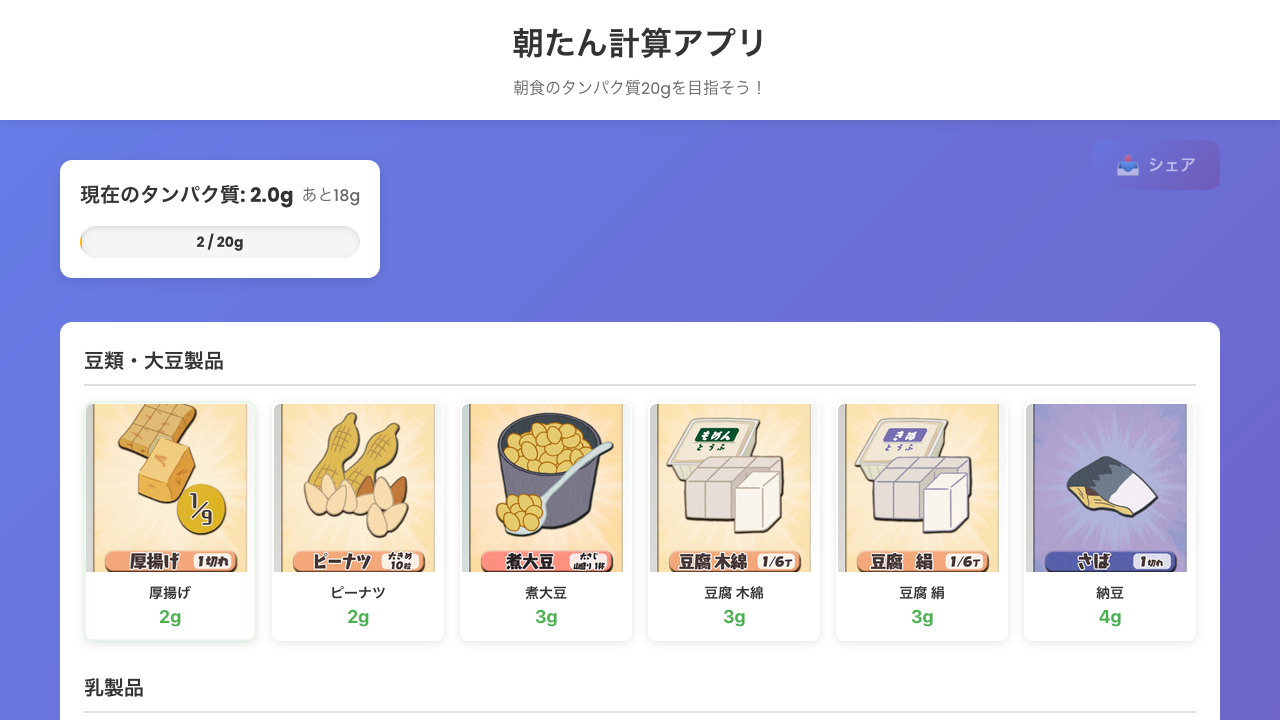 朝たん計算アプリ
朝食のタンパク質20gを目指そう！
📤 シェア
現在のタンパク質: 2.0g あと18g
2 / 20g
豆類・大豆製品
1/9
厚揚げ 1切れ
厚揚げ
2g
ピーナツ 大きめ 10粒
ピーナツ
2g
煮大豆 大さじ 山盛り1杯
煮大豆
3g
もめん
とうふ
豆腐 木綿 1/6丁
豆腐 木綿
3g
きぬ
とうふ
豆腐 絹 1/6丁
豆腐 絹
3g
さば 1切れ
納豆
4g
乳製品